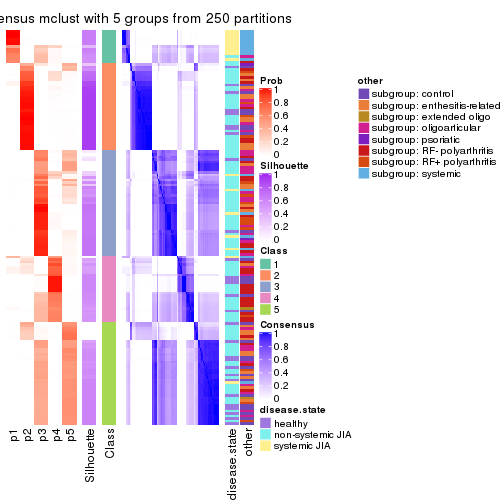 ensus mclust with 5 groups from 250 partitions
Prob
1
0.8
0.6
0.4
0.2
0
Silhouette
1
0.8
0.6
0.4
0.2
0
Class
1
2
3
4
5
Consensus
1
0.8
0.6
0.4
0.2
0
disease.state
healthy
non-systemic JIA
systemic JIA
other
subgroup: control
subgroup: enthesitis-related
subgroup: extended oligo
subgroup: oligoarticular
subgroup: psoriatic
subgroup: RF- polyarthritis
subgroup: RF+ polyarthritis
subgroup: systemic
p1
p2
p3
p4
p5
Silhouette
Class
disease.state
other